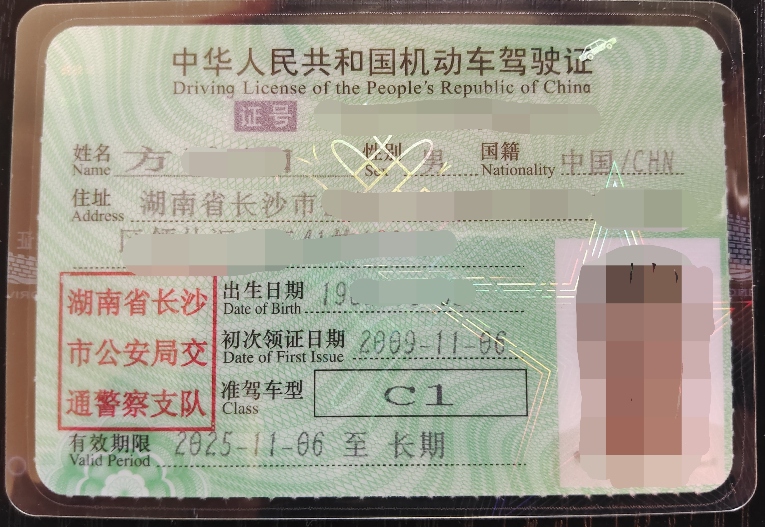 中华人民共和国机动车驾驶证
Driving License of the People's Republic of China
证号
姓名 方 性别 男 国籍 中国/CHN
Name Sex Nationality
住址 湖南省长沙市
Address
湖南省长沙
市公安局交
通警察支队
出生日期 19
Date of Birth
初次领证日期 2009-11-06
Date of First Issue
准驾车型 C1
Class
有效期限 2025-11-06 至 长期
Valid Period